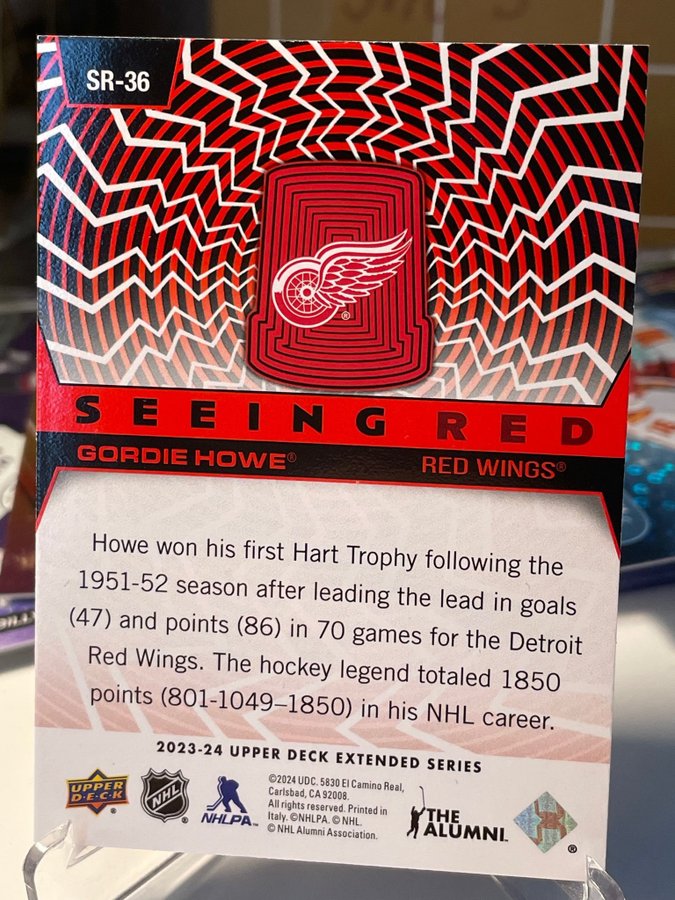 SR-36
SEEING RED
GORDIE HOWE® RED WINGS®
Howe won his first Hart Trophy following the
1951-52 season after leading the lead in goals
(47) and points (86) in 70 games for the Detroit
Red Wings. The hockey legend totaled 1850
points (801-1049–1850) in his NHL career.
2023-24 UPPER DECK EXTENDED SERIES
UPPER
D·E·C·K
®
NHL
®
NHLPA™
©2024 UDC. 5830 El Camino Real,
Carlsbad, CA 92008.
All rights reserved. Printed in
Italy. ©NHLPA. © NHL.
© NHL Alumni Association.
THE
ALUMNI™
®